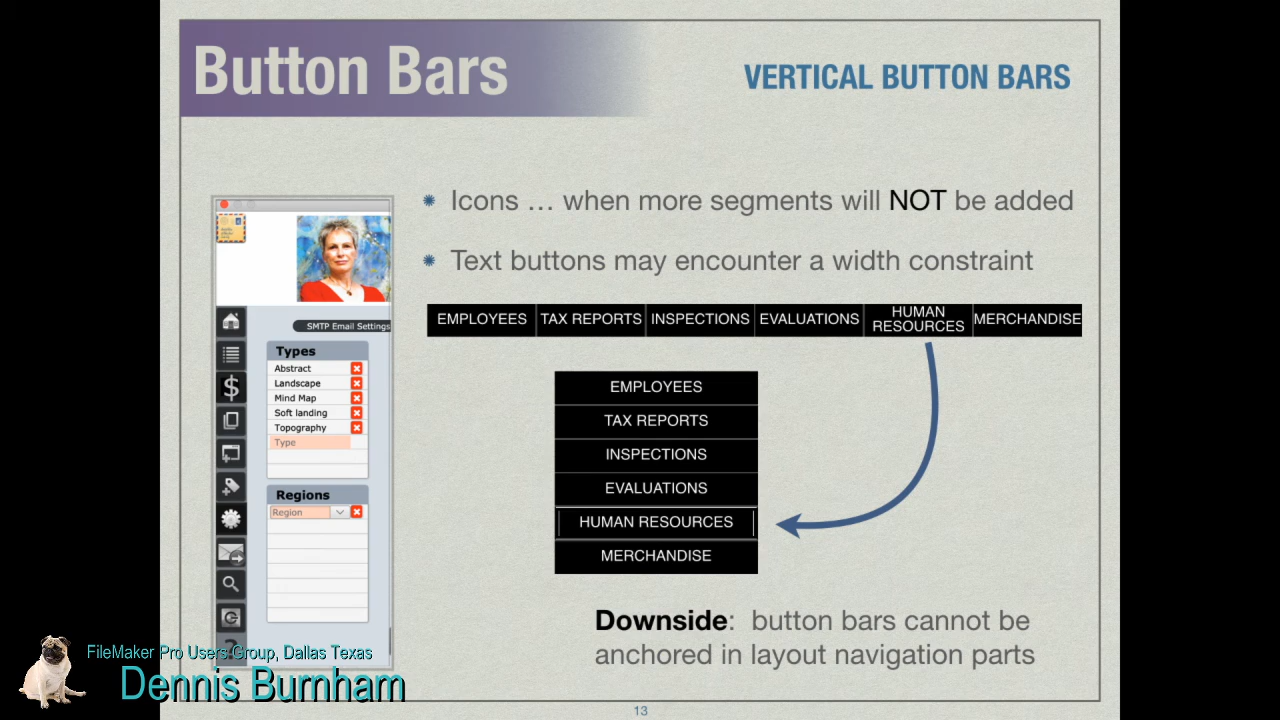 Button Bars
VERTICAL BUTTON BARS
Icons … when more segments will NOT be added
Text buttons may encounter a width constraint
EMPLOYEES TAX REPORTS INSPECTIONS EVALUATIONS HUMAN RESOURCES MERCHANDISE
SMTP Email Settings
Types
Abstract
Landscape
Mind Map
Soft landing
Topography
Type
Regions
Region
EMPLOYEES
TAX REPORTS
INSPECTIONS
EVALUATIONS
HUMAN RESOURCES
MERCHANDISE
Downside: button bars cannot be
anchored in layout navigation parts
FileMaker Pro Users Group, Dallas Texas
Dennis Burnham
13